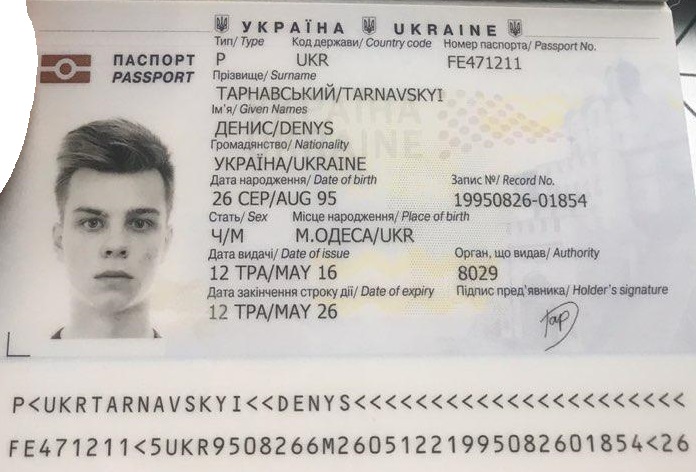 УКРАЇНА UKRAINE
ПАСПОРТ
PASSPORT
Тип/ Type Код держави/ Country code Номер паспорта/ Passport No.
P UKR FE471211
Прізвище/ Surname
ТАРНАВСЬКИЙ/TARNAVSKYI
Ім'я/ Given Names
ДЕНИС/DENYS
Громадянство/ Nationality
УКРАЇНА/UKRAINE
Дата народження/ Date of birth Запис №/ Record No.
26 СЕР/AUG 95 19950826-01854
Стать/ Sex Місце народження/ Place of birth
Ч/M М.ОДЕСА/UKR
Дата видачі/ Date of issue Орган, що видав/ Authority
12 ТРА/MAY 16 8029
Дата закінчення строку дії/ Date of expiry Підпис пред'явника/ Holder's signature
12 ТРА/MAY 26
P<UKRTARNAVSKYI<<DENYS<<<<<<<<<<<<<<<<<<<<<<
FE471211<5UKR9508266M26051221995082601854<26